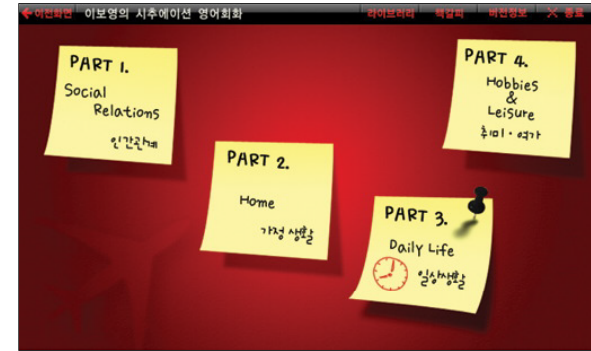 이전화면 이보영의 시추에이션 영어회화 라이브러리 책갈피 버전정보 종료
PART 1.
Social
Relations
인간관계
PART 2.
Home
가정 생활
PART 3.
Daily Life
일상생활
PART 4.
Hobbies
&
Leisure
취미 · 여가